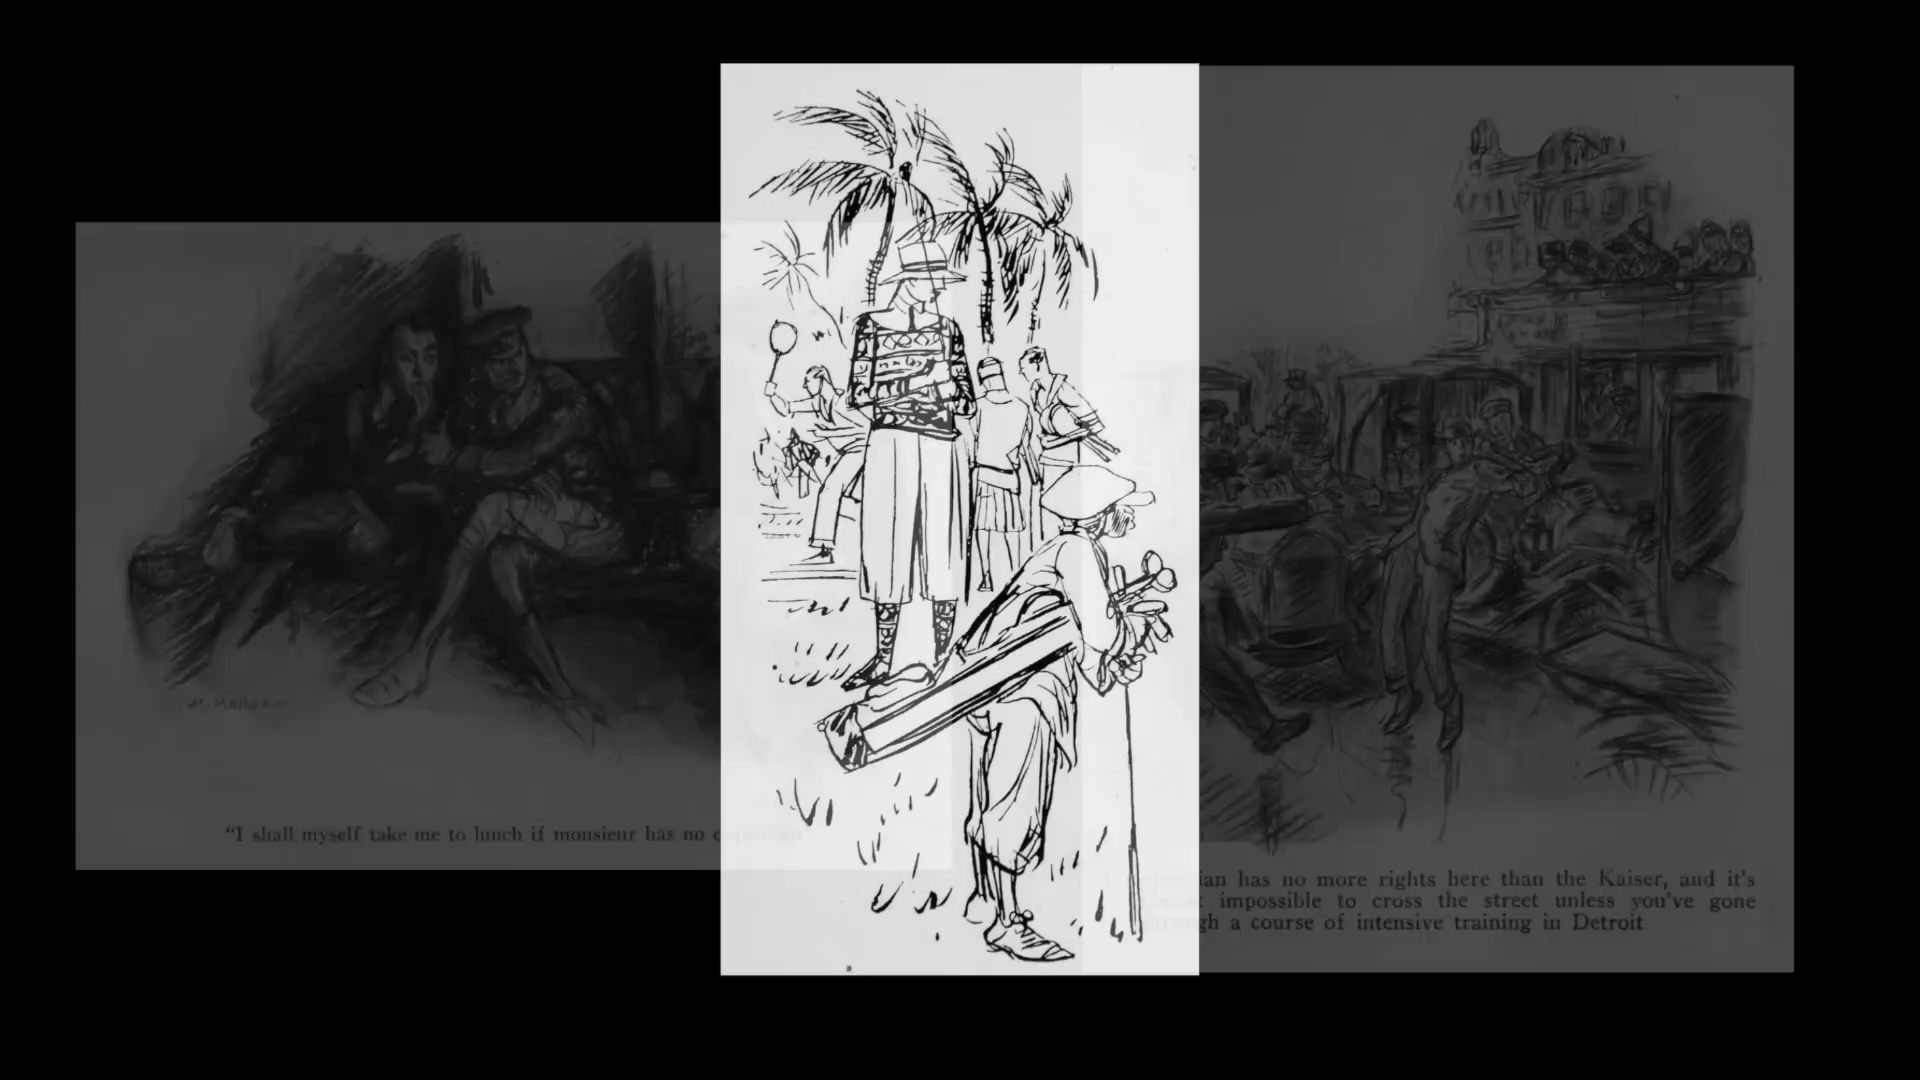 "I shall myself take me to lunch if monsieur has no
has no more rights here than the Kaiser, and it's
impossible to cross the street unless you've gone
a course of intensive training in Detroit